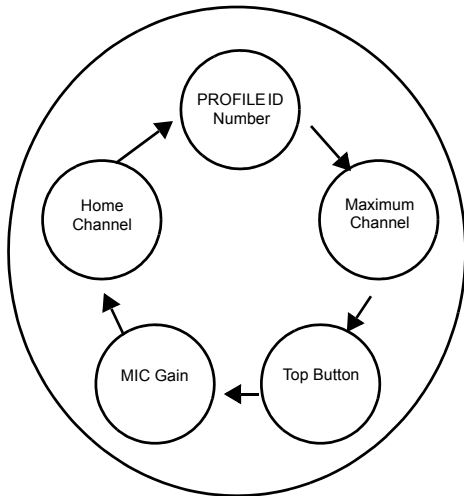 PROFILE ID
Number
Maximum
Channel
Top Button
MIC Gain
Home
Channel